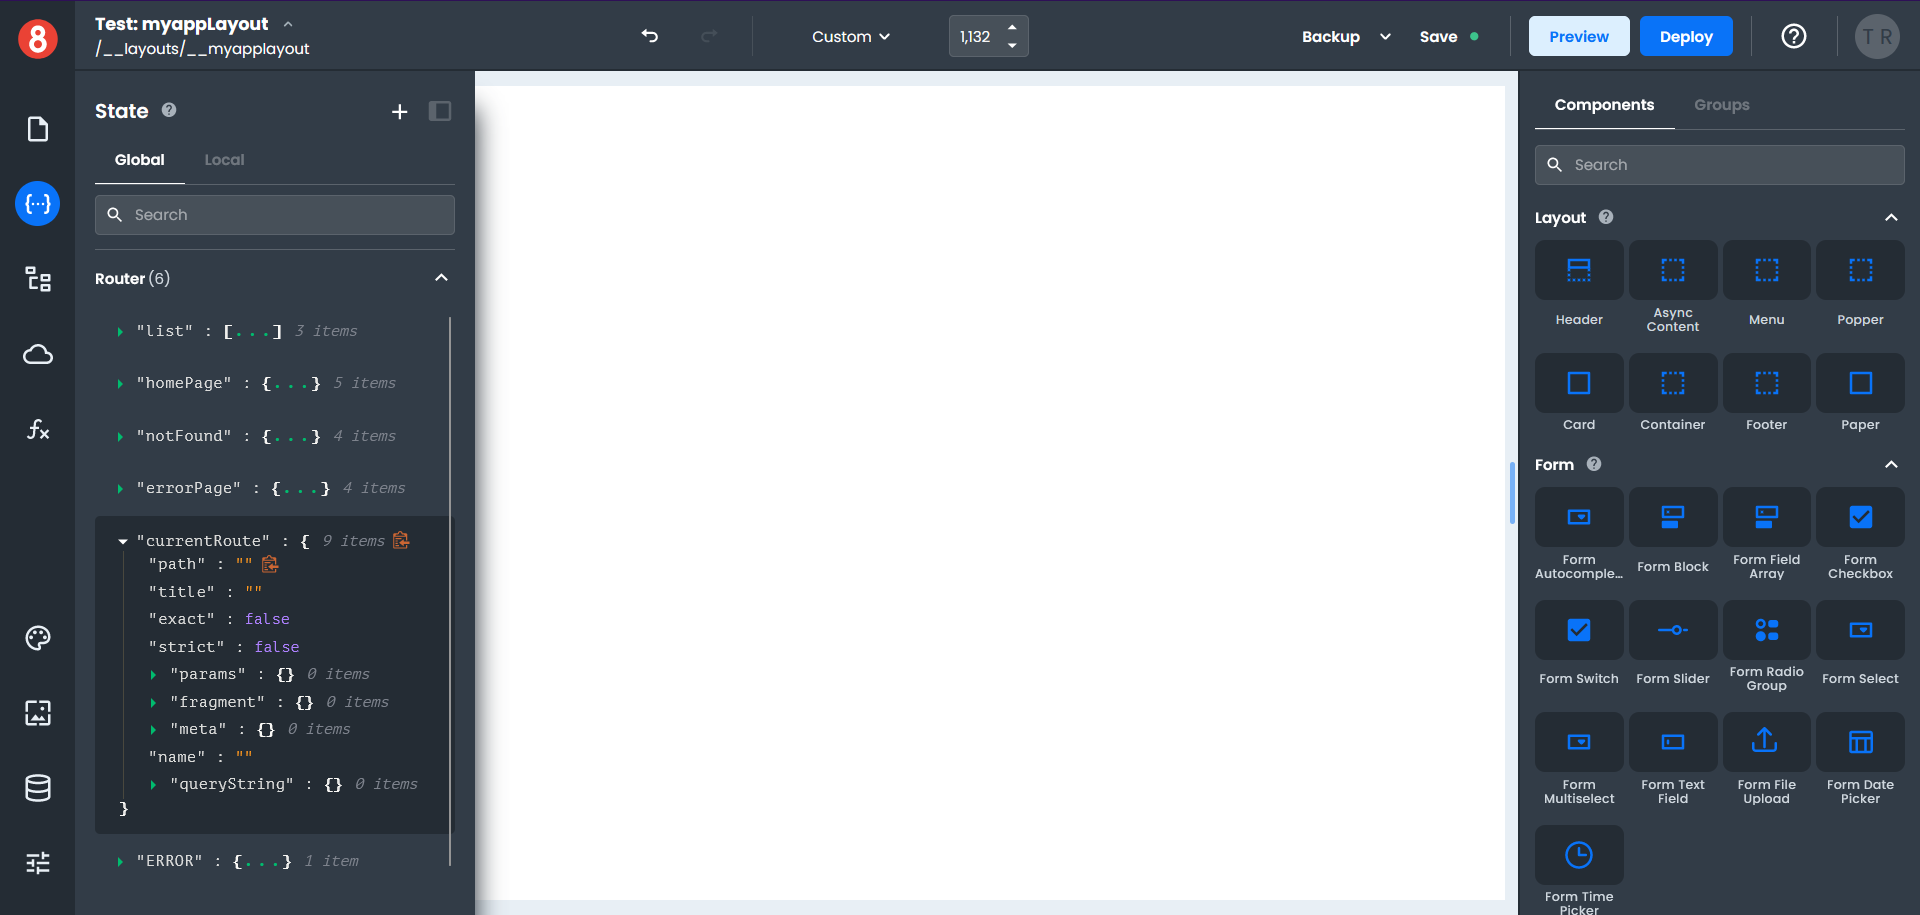 8
Test: myappLayout
/__layouts/__myapplayout
Custom
1,132
Backup
Save
Preview
Deploy
?
T R
State ?
Global
Local
Search
Router (6)
"list" : [...] 3 items
"homePage" : {...} 5 items
"notFound" : {...} 4 items
"errorPage" : {...} 4 items
"currentRoute" : { 9 items
"path" : ""
"title" : ""
"exact" : false
"strict" : false
"params" : {} 0 items
"fragment" : {} 0 items
"meta" : {} 0 items
"name" : ""
"queryString" : {} 0 items
}
"ERROR" : {...} 1 item
Components
Groups
Search
Layout ?
Header
Async
Content
Menu
Popper
Card
Container
Footer
Paper
Form ?
Form
Autocomple...
Form Block
Form Field
Array
Form
Checkbox
Form Switch
Form Slider
Form Radio
Group
Form Select
Form
Multiselect
Form Text
Field
Form File
Upload
Form Date
Picker
Form Time
Picker